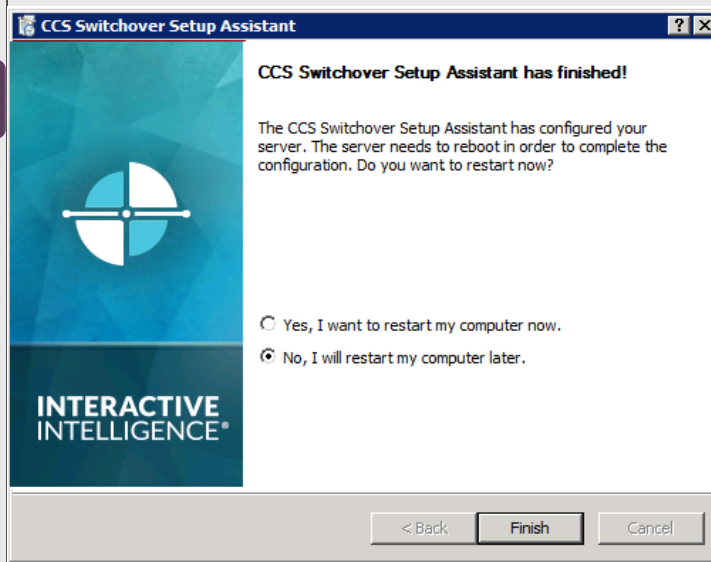 CCS Switchover Setup Assistant
? X
CCS Switchover Setup Assistant has finished!
The CCS Switchover Setup Assistant has configured your
server. The server needs to reboot in order to complete the
configuration. Do you want to restart now?
Yes, I want to restart my computer now.
No, I will restart my computer later.
INTERACTIVE
INTELLIGENCE®
< Back Finish Cancel